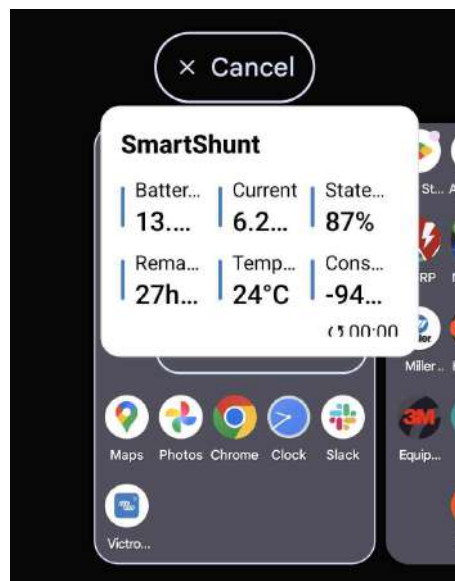 × Cancel
SmartShunt
Batter... Current State...
13.... 6.2... 87%
Rema... Temp... Cons...
27h... 24°C -94...
00:00
St...
RP
Miller..
Maps Photos Chrome Clock Slack
3M
Equip...
Victro...